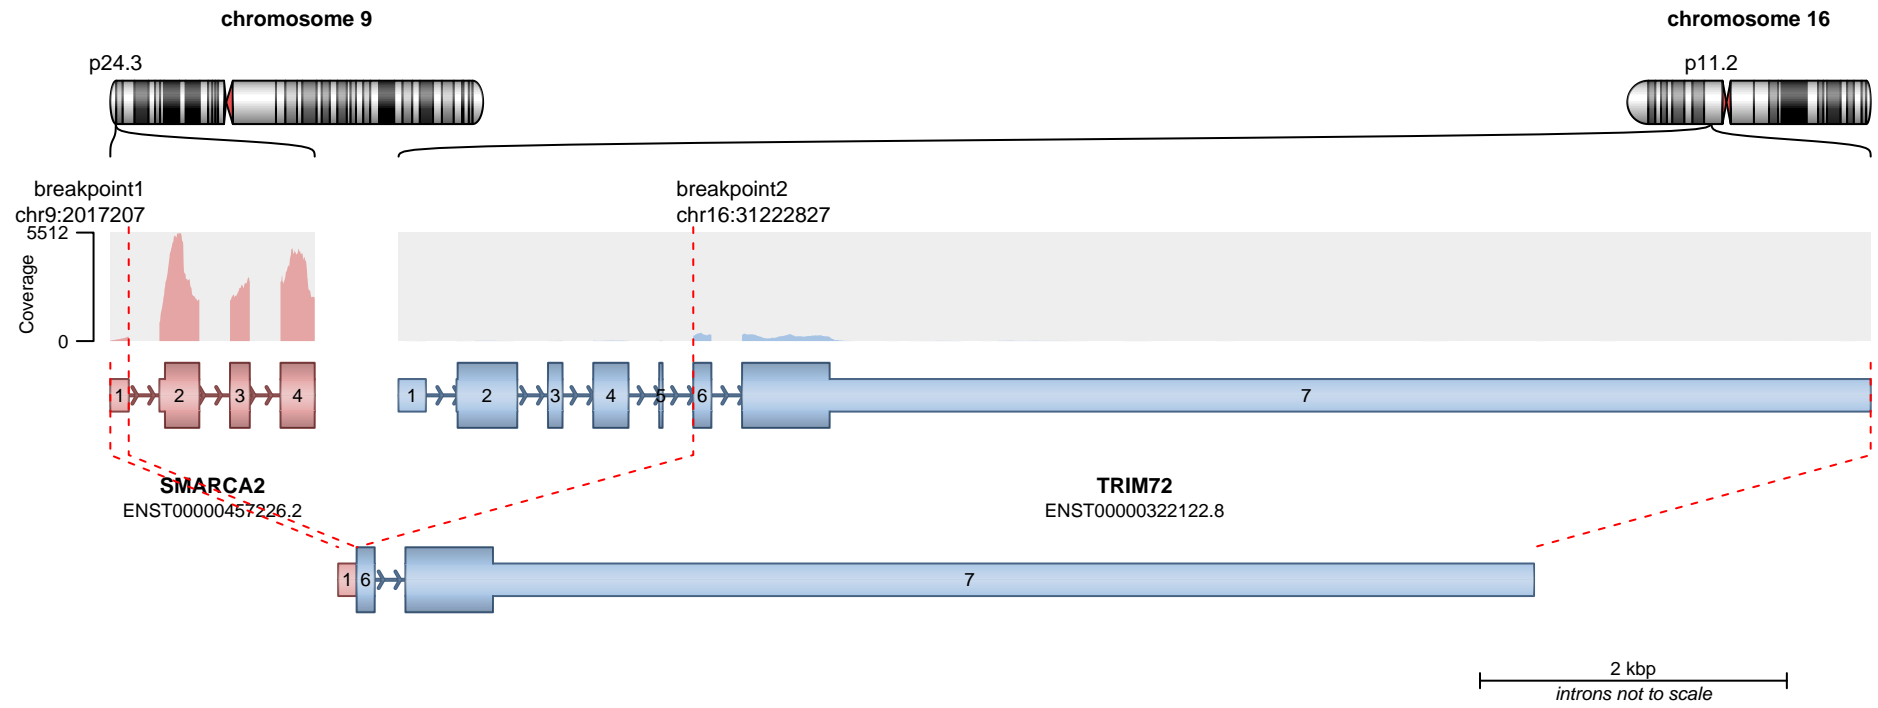 chromosome 9
chromosome 16
p24.3
p11.2
breakpoint1
chr9:2017207
breakpoint2
chr16:31222827
5512
Coverage
0
1 2 3 4
1 2 3 4 5 6 7
SMARCA2
ENST00000457226.2
TRIM72
ENST00000322122.8
1 6 7
2 kbp
introns not to scale